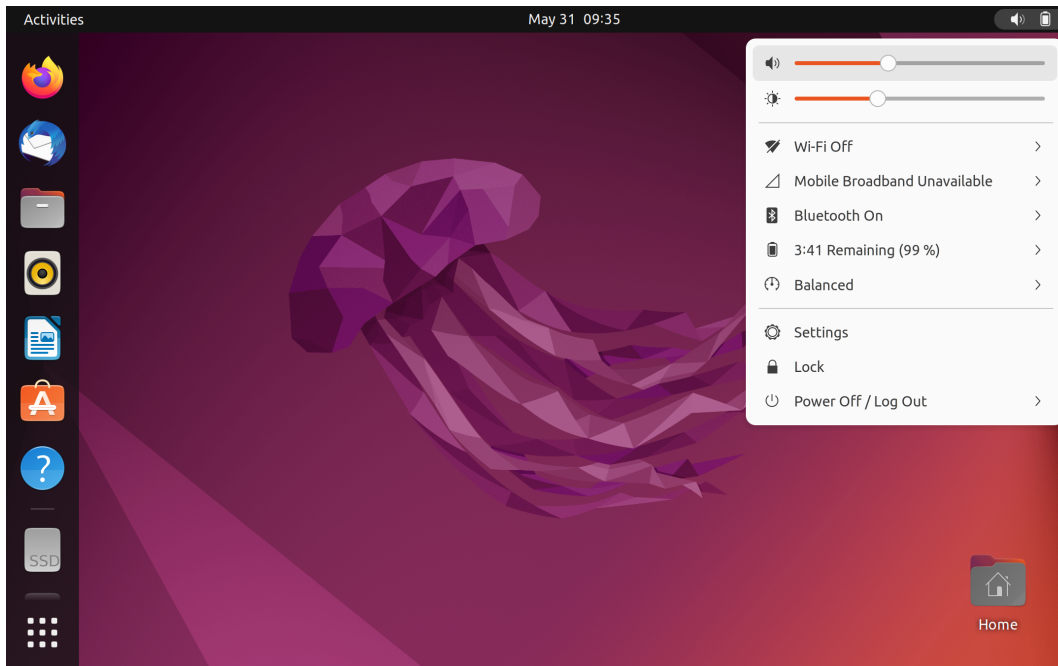 Activities
May 31 09:35
Wi-Fi Off
Mobile Broadband Unavailable
Bluetooth On
3:41 Remaining (99 %)
Balanced
Settings
Lock
Power Off / Log Out
?
SSD
Home